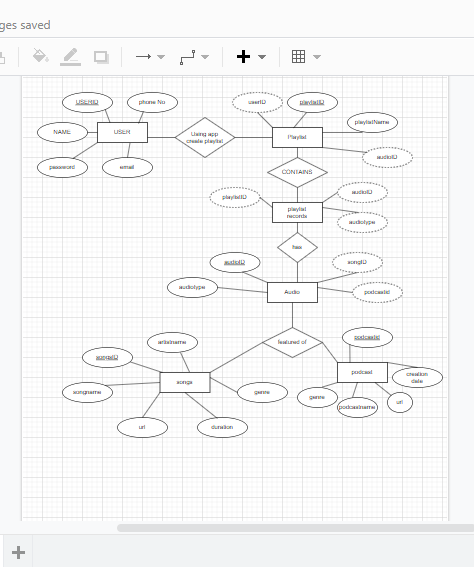 ges saved
USERID
phone No
userID
playlistID
playlistName
NAME
USER
Using app
create playlist
Playlist
audioID
password
email
CONTAINS
playlistID
audioID
playlist
records
audiotype
has
audioID
songID
audiotype
Audio
podcastid
artistname
featured of
podcastid
songsID
songs
podcast
creation
date
songname
genre
genre
podcastname
url
url
duration